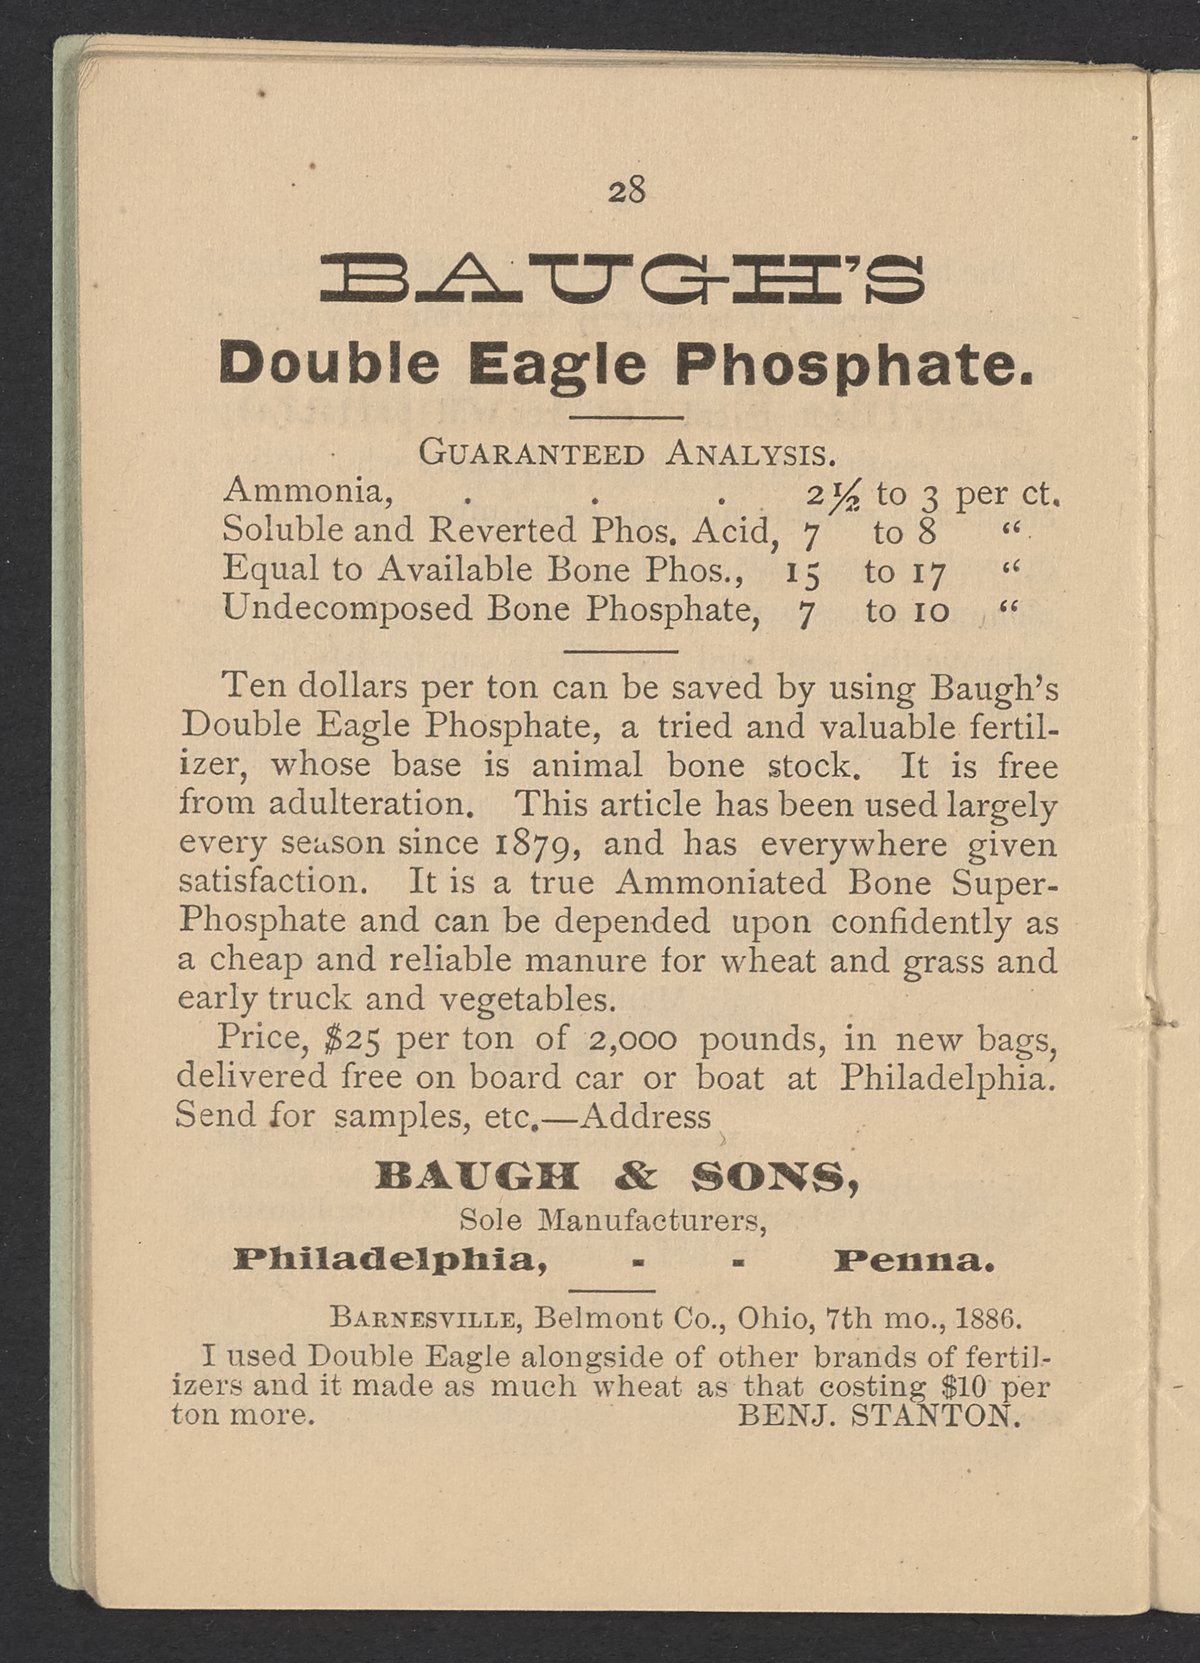 28
BAUGH'S
Double Eagle Phosphate.
GUARANTEED ANALYSIS.
Ammonia, . . . 2½ to 3 per ct.
Soluble and Reverted Phos. Acid, 7 to 8 “
Equal to Available Bone Phos., 15 to 17 “
Undecomposed Bone Phosphate, 7 to 10 “
Ten dollars per ton can be saved by using Baugh's
Double Eagle Phosphate, a tried and valuable fertil-
izer, whose base is animal bone stock. It is free
from adulteration. This article has been used largely
every season since 1879, and has everywhere given
satisfaction. It is a true Ammoniated Bone Super-
Phosphate and can be depended upon confidently as
a cheap and reliable manure for wheat and grass and
early truck and vegetables.
Price, $25 per ton of 2,000 pounds, in new bags,
delivered free on board car or boat at Philadelphia.
Send for samples, etc.—Address
BAUGH & SONS,
Sole Manufacturers,
Philadelphia, - - Penna.
BARNESVILLE, Belmont Co., Ohio, 7th mo., 1886.
I used Double Eagle alongside of other brands of fertil-
izers and it made as much wheat as that costing $10 per
ton more. BENJ. STANTON.